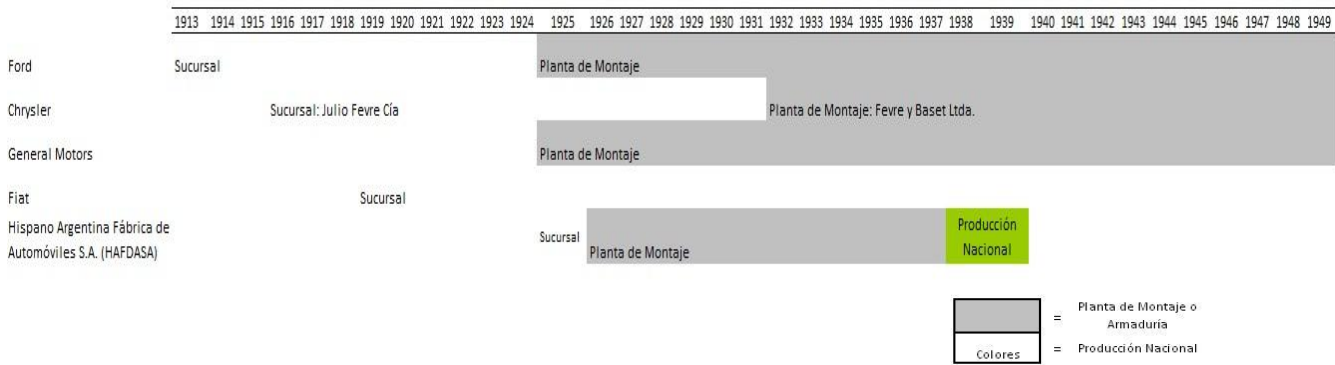 1913 1914 1915 1916 1917 1918 1919 1920 1921 1922 1923 1924 1925 1926 1927 1928 1929 1930 1931 1932 1933 1934 1935 1936 1937 1938 1939 1940 1941 1942 1943 1944 1945 1946 1947 1948 1949
Ford Sucursal Planta de Montaje
Chrysler Sucursal: Julio Fevre Cía Planta de Montaje: Fevre y Baset Ltda.
General Motors Planta de Montaje
Fiat Sucursal
Hispano Argentina Fábrica de
Automóviles S.A. (HAFDASA)
Sucursal
Planta de Montaje
Producción
Nacional
= Planta de Montaje o
Armaduría
Colores = Producción Nacional